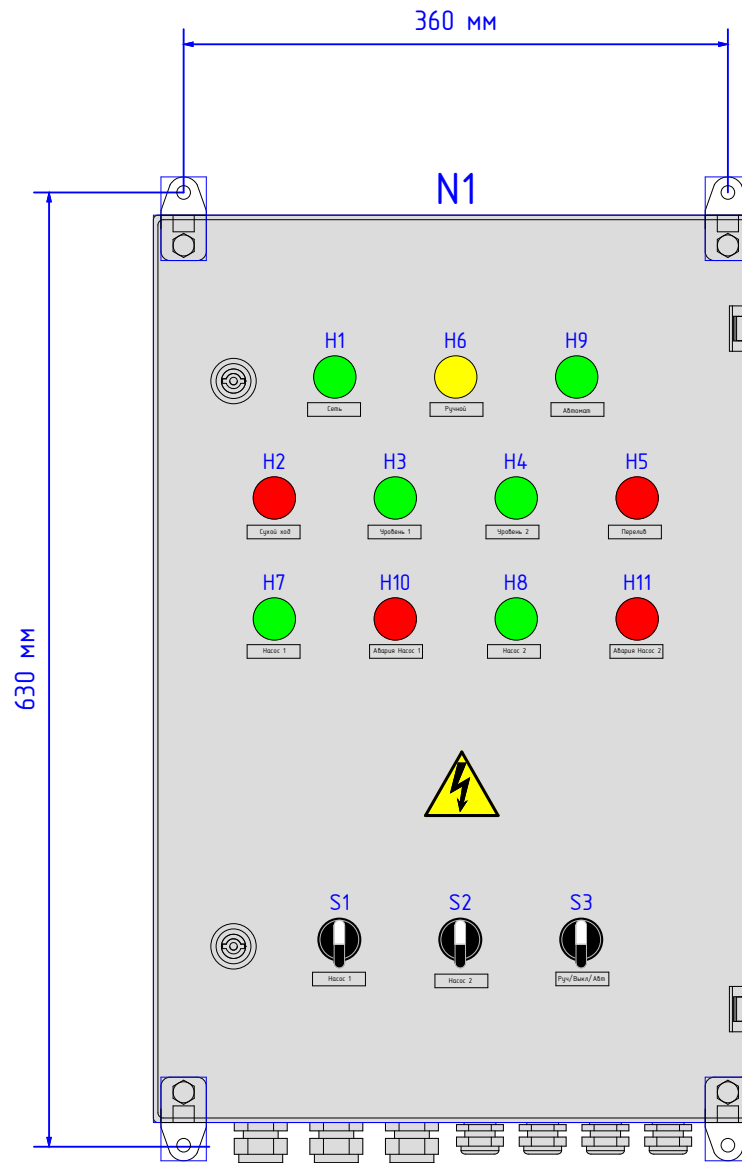 360 мм
N1
H1 H6 H9
Сеть Ручной Автомат
H2 H3 H4 H5
Сухой ход Уровень 1 Уровень 2 Перелив
H7 H10 H8 H11
Насос 1 Авария Насос 1 Насос 2 Авария Насос 2
630 мм
S1 S2 S3
Насос 1 Насос 2 Руч/Выкл/Авт